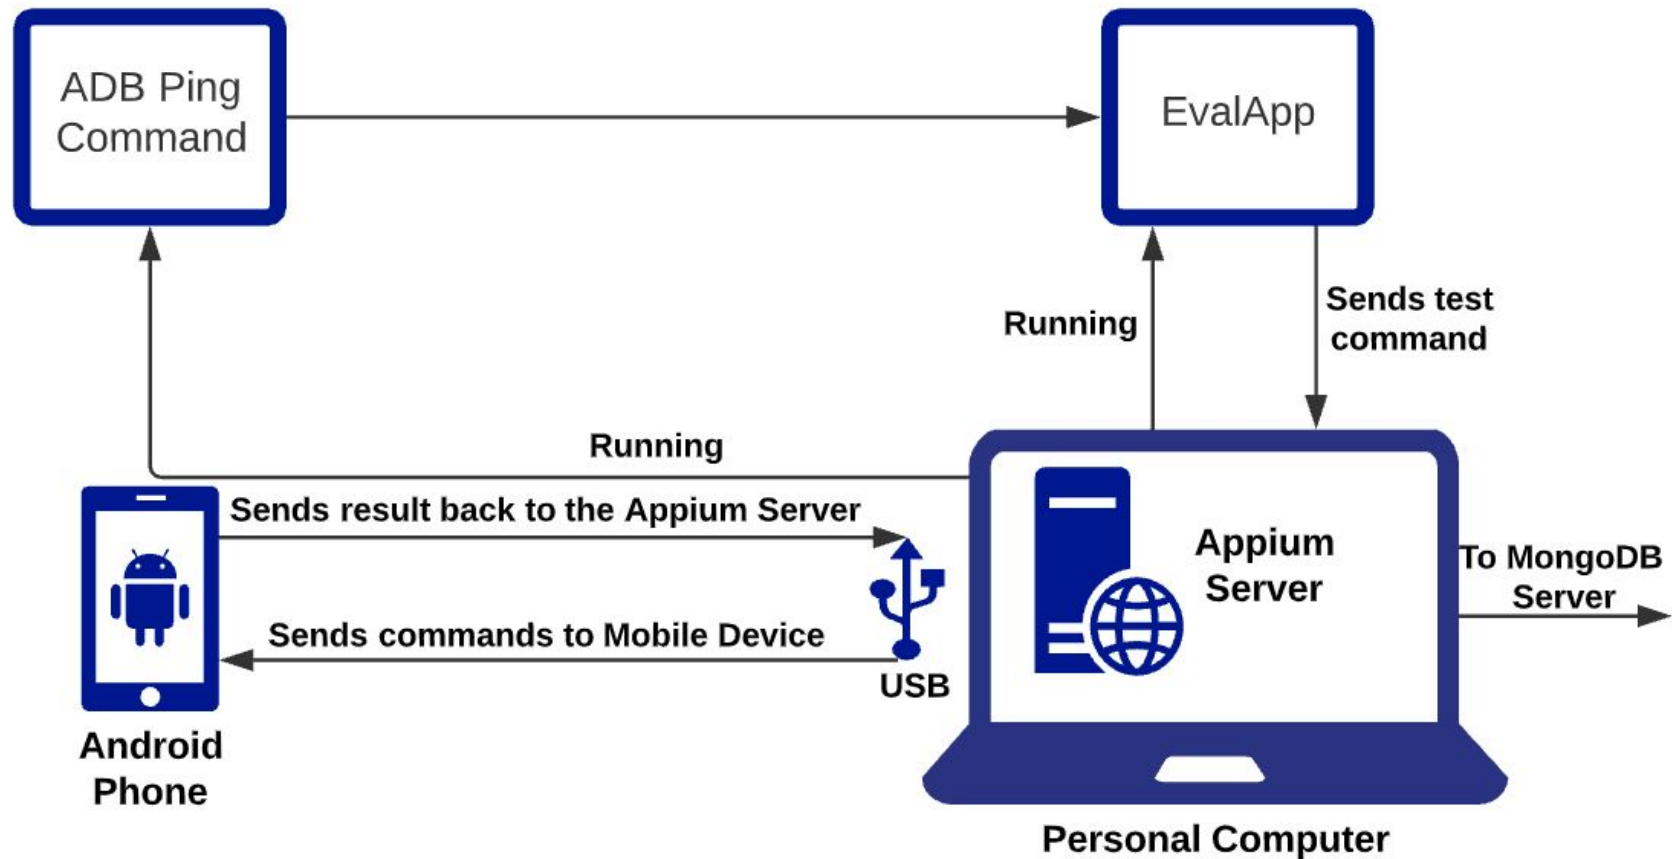 ADB Ping
Command
EvalApp
Running
Sends test
command
Running
Sends result back to the Appium Server
Appium
Server
To MongoDB
Server
Sends commands to Mobile Device
USB
Android
Phone
Personal Computer